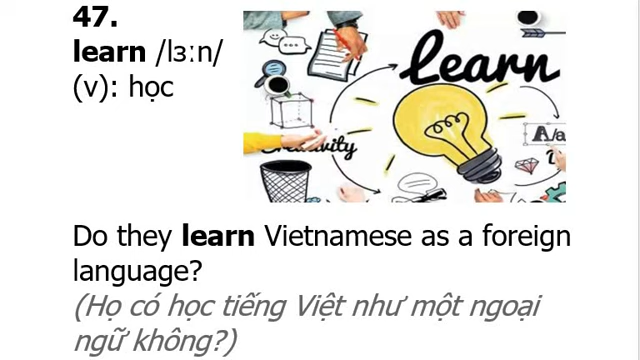 47.
learn /lɜːn/
(v): học
Learn
Creativity
A/a
Do they learn Vietnamese as a foreign
language?
(Họ có học tiếng Việt như một ngoại
ngữ không?)